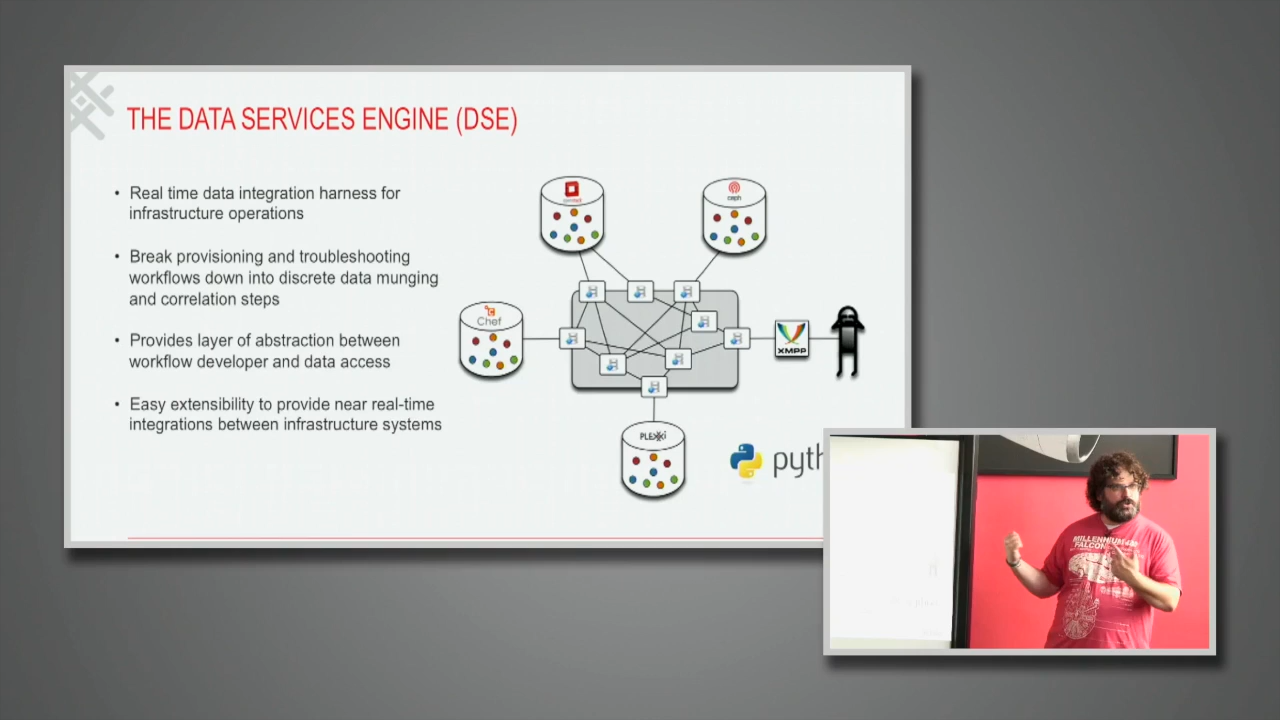 THE DATA SERVICES ENGINE (DSE)
• Real time data integration harness for
infrastructure operations
• Break provisioning and troubleshooting
workflows down into discrete data munging
and correlation steps
• Provides layer of abstraction between
workflow developer and data access
• Easy extensibility to provide near real-time
integrations between infrastructure systems
ceph
Chef
XMPP
PLEXXi
pyth
MILLENNIUM
FALCON